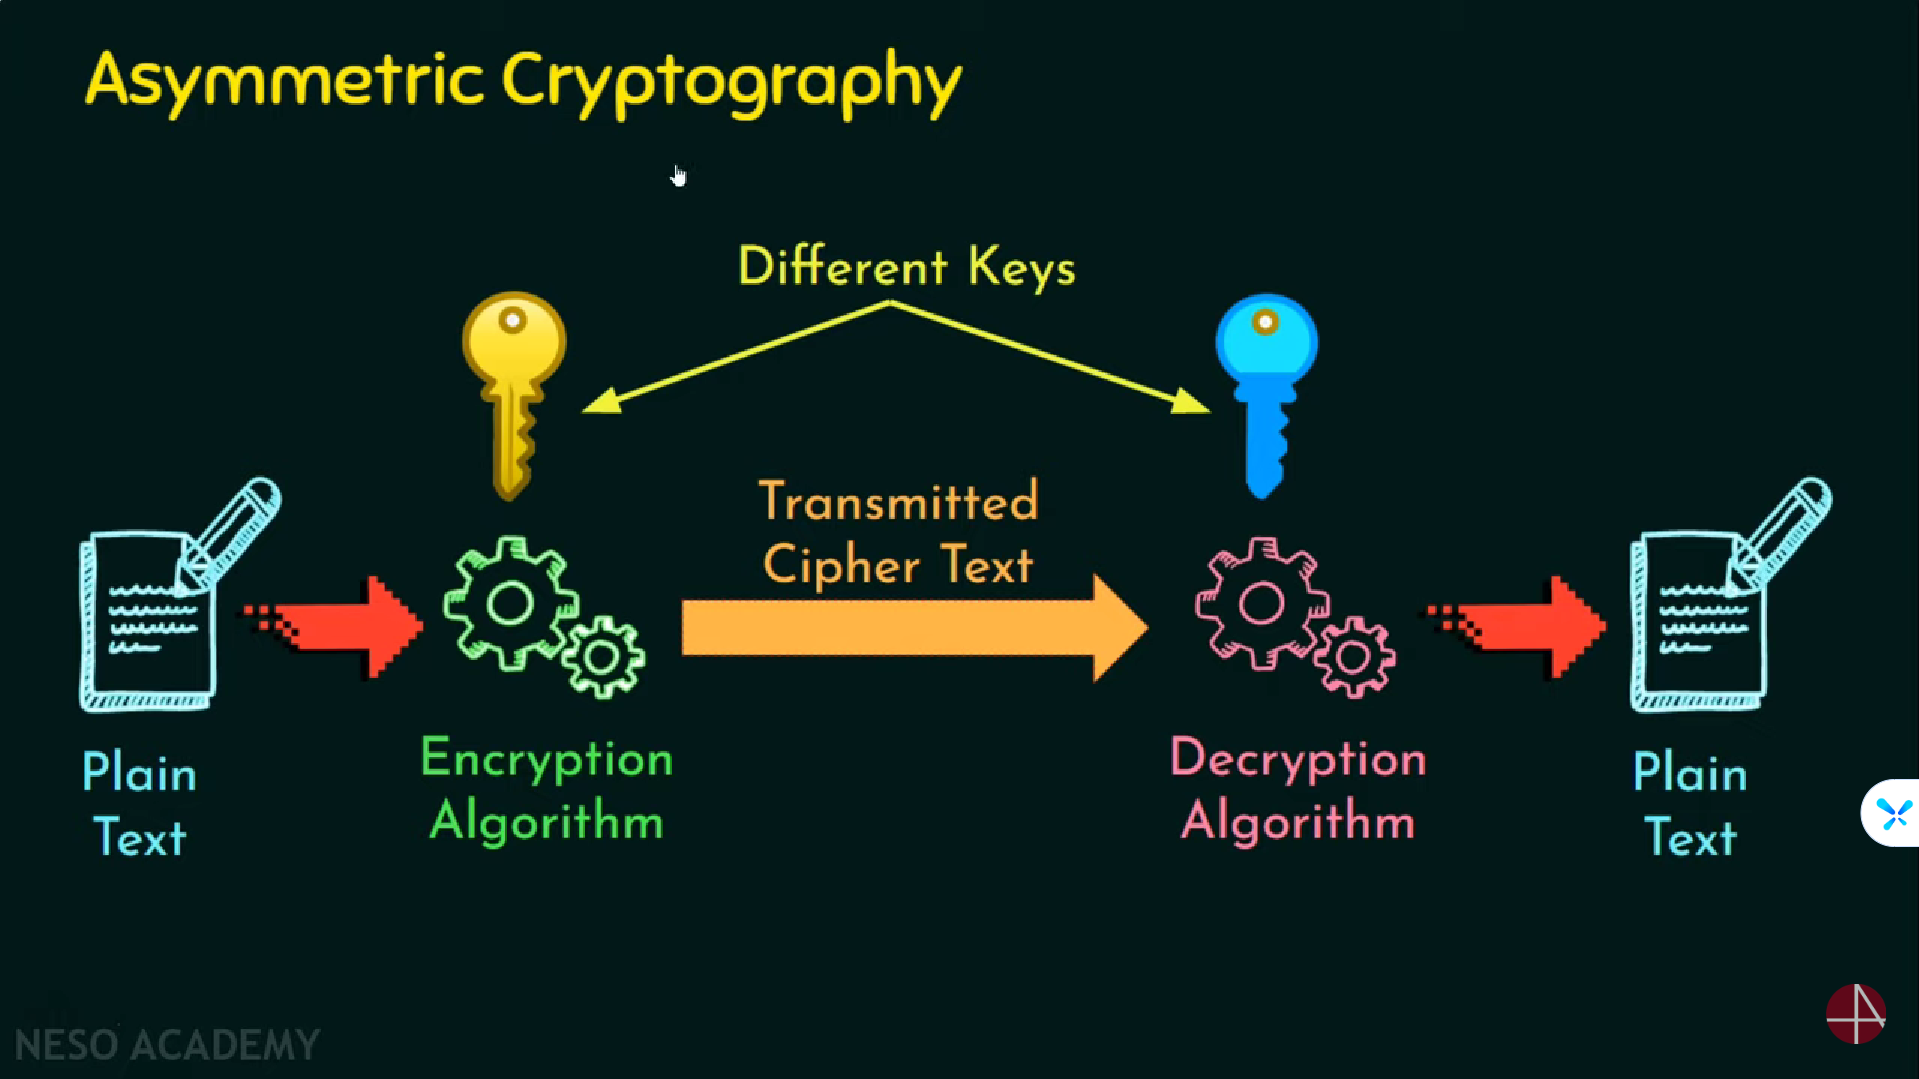 Asymmetric Cryptography
Different Keys
Transmitted
Cipher Text
Plain
Text
Encryption
Algorithm
Decryption
Algorithm
Plain
Text
NESO ACADEMY